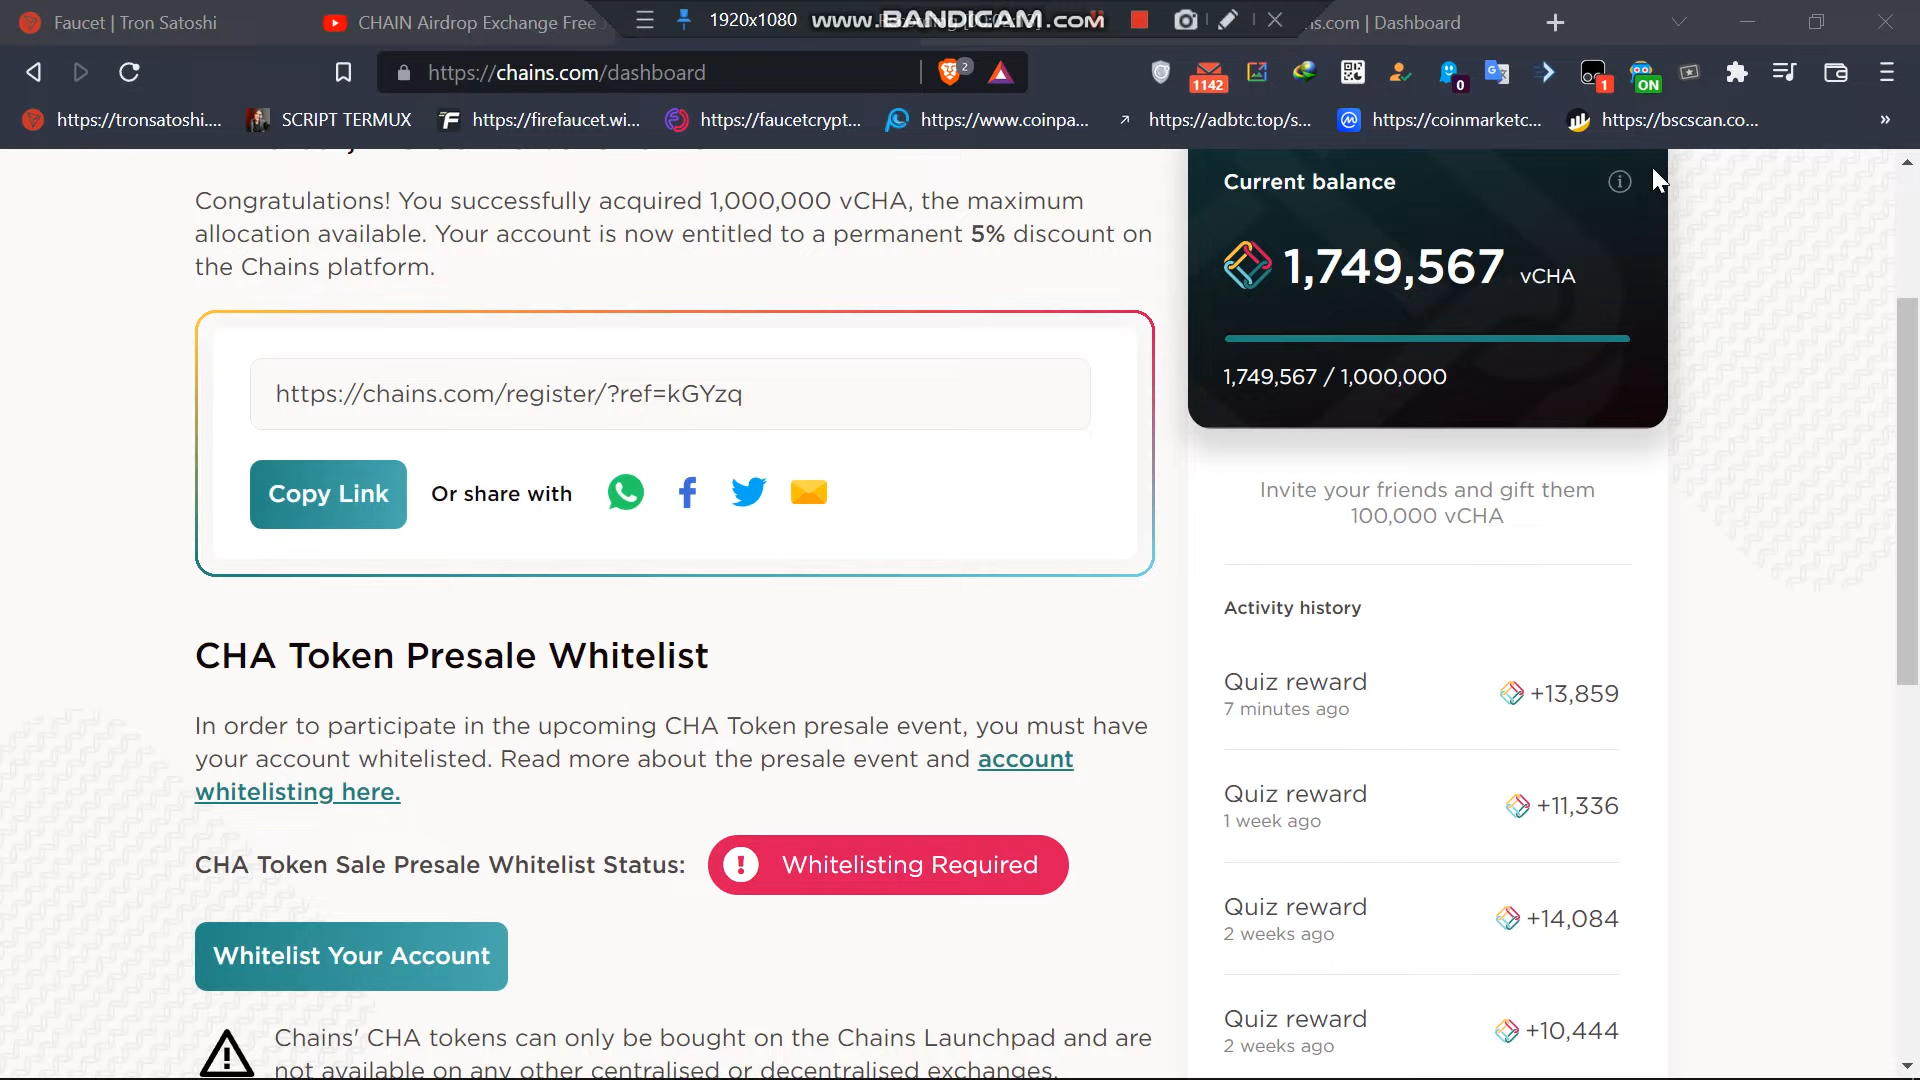 Faucet | Tron Satoshi
CHAIN Airdrop Exchange Free
1920x1080
www.BANDICAM.com
ns.com | Dashboard
https://chains.com/dashboard
2
1142
0
1
ON
https://tronsatoshi....
SCRIPT TERMUX
https://firefaucet.wi...
https://faucetcrypt...
https://www.coinpa...
https://adbtc.top/s...
https://coinmarketc...
https://bscscan.co...
»
Congratulations! You successfully acquired 1,000,000 vCHA, the maximum
allocation available. Your account is now entitled to a permanent 5% discount on
the Chains platform.
https://chains.com/register/?ref=kGYzq
Copy Link
Or share with
CHA Token Presale Whitelist
In order to participate in the upcoming CHA Token presale event, you must have
your account whitelisted. Read more about the presale event and account
whitelisting here.
CHA Token Sale Presale Whitelist Status:
Whitelisting Required
Whitelist Your Account
Chains' CHA tokens can only be bought on the Chains Launchpad and are
not available on any other centralised or decentralised exchanges.
Current balance
1,749,567 vCHA
1,749,567 / 1,000,000
Invite your friends and gift them
100,000 vCHA
Activity history
Quiz reward
+13,859
7 minutes ago
Quiz reward
+11,336
1 week ago
Quiz reward
+14,084
2 weeks ago
Quiz reward
+10,444
2 weeks ago